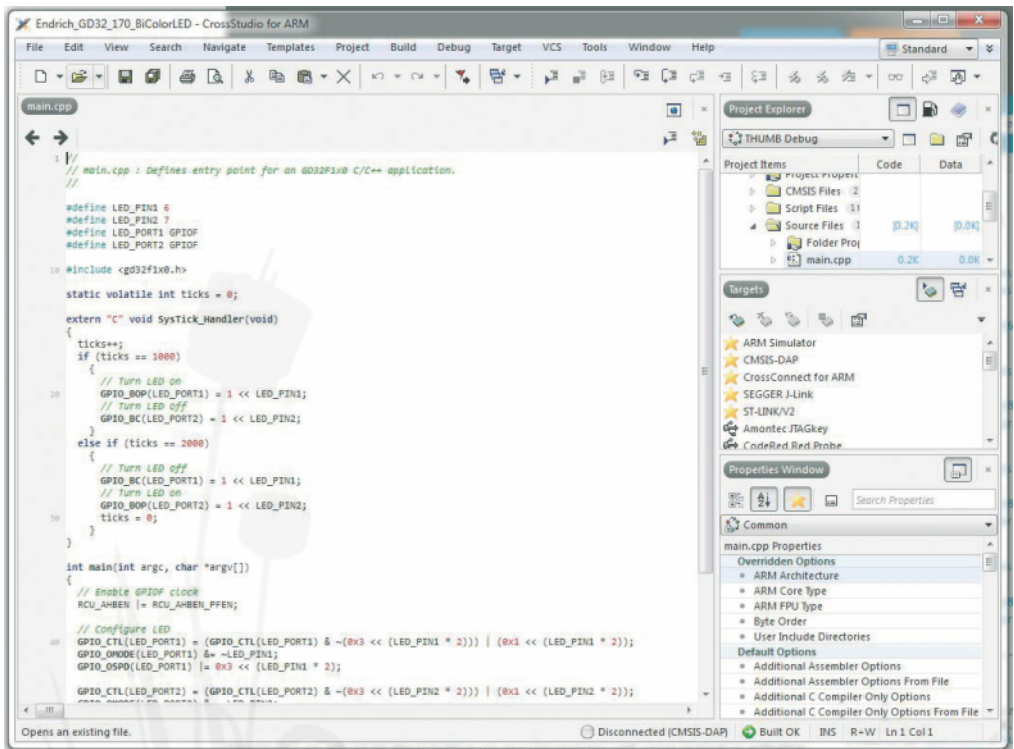 Endrich_GD32_170_BiColorLED - CrossStudio for ARM
File Edit View Search Navigate Templates Project Build Debug Target VCS Tools Window Help
Standard
main.cpp
1 //
// main.cpp : Defines entry point for an GD32F1x0 C/C++ application.
//
#define LED_PIN1 6
#define LED_PIN2 7
#define LED_PORT1 GPIOF
#define LED_PORT2 GPIOF
10 #include <gd32f1x0.h>
static volatile int ticks = 0;
extern "C" void SysTick_Handler(void)
{
ticks++;
if (ticks == 1000)
{
// Turn LED on
20 GPIO_BOP(LED_PORT1) = 1 << LED_PIN1;
// Turn LED off
GPIO_BC(LED_PORT2) = 1 << LED_PIN2;
}
else if (ticks == 2000)
{
// Turn LED off
GPIO_BC(LED_PORT1) = 1 << LED_PIN1;
// Turn LED on
GPIO_BOP(LED_PORT2) = 1 << LED_PIN2;
ticks = 0;
}
}
int main(int argc, char *argv[])
{
// Enable GPIOF clock
RCU_AHBEN |= RCU_AHBEN_PFEN;
// Configure LED
GPIO_CTL(LED_PORT1) = (GPIO_CTL(LED_PORT1) & ~(0x3 << (LED_PIN1 * 2))) | (0x1 << (LED_PIN1 * 2));
GPIO_OMODE(LED_PORT1) &= ~LED_PIN1;
GPIO_OSPD(LED_PORT1) |= 0x3 << (LED_PIN1 * 2);
GPIO_CTL(LED_PORT2) = (GPIO_CTL(LED_PORT2) & ~(0x3 << (LED_PIN2 * 2))) | (0x1 << (LED_PIN2 * 2));
Project Explorer
THUMB Debug
Project Items Code Data
Project Propert
CMSIS Files 2
Script Files
Source Files [0.2K] [0.0K]
Folder Prop
main.cpp 0.2K 0.0K
Targets
ARM Simulator
CMSIS-DAP
CrossConnect for ARM
SEGGER J-Link
ST-LINK/V2
Amontec JTAGkey
CodeRed Red Probe
Properties Window
Search Properties
Common
main.cpp Properties
Overridden Options
ARM Architecture
ARM Core Type
ARM FPU Type
Byte Order
User Include Directories
Default Options
Additional Assembler Options
Additional Assembler Options From File
Additional C Compiler Only Options
Additional C Compiler Only Options From File
Opens an existing file.
Disconnected (CMSIS-DAP) Built OK INS R+W Ln 1 Col 1